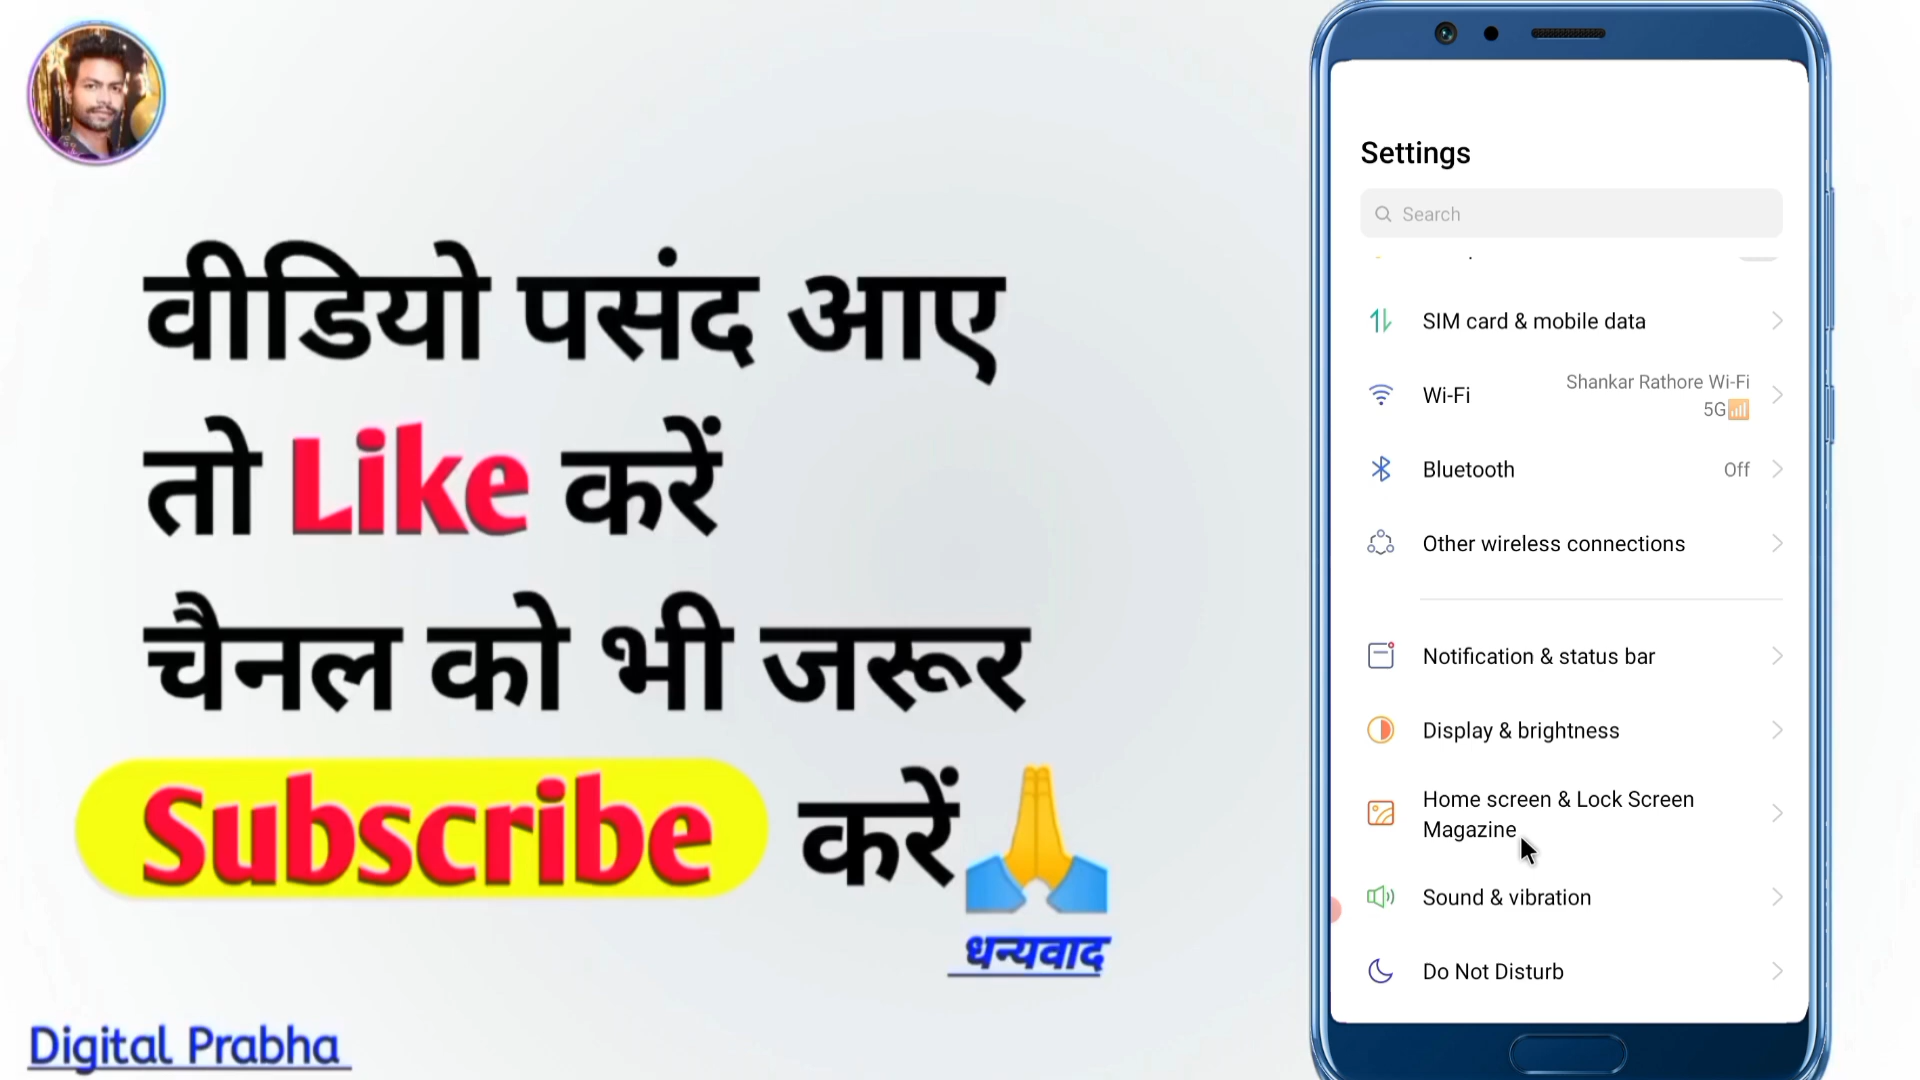 वीडियो पसंद आए
तो Like करें
चैनल को भी जरूर
Subscribe करें
धन्यवाद
Digital Prabha
Settings
Search
SIM card & mobile data
Wi-Fi
Shankar Rathore Wi-Fi
5G
Bluetooth
Off
Other wireless connections
Notification & status bar
Display & brightness
Home screen & Lock Screen
Magazine
Sound & vibration
Do Not Disturb